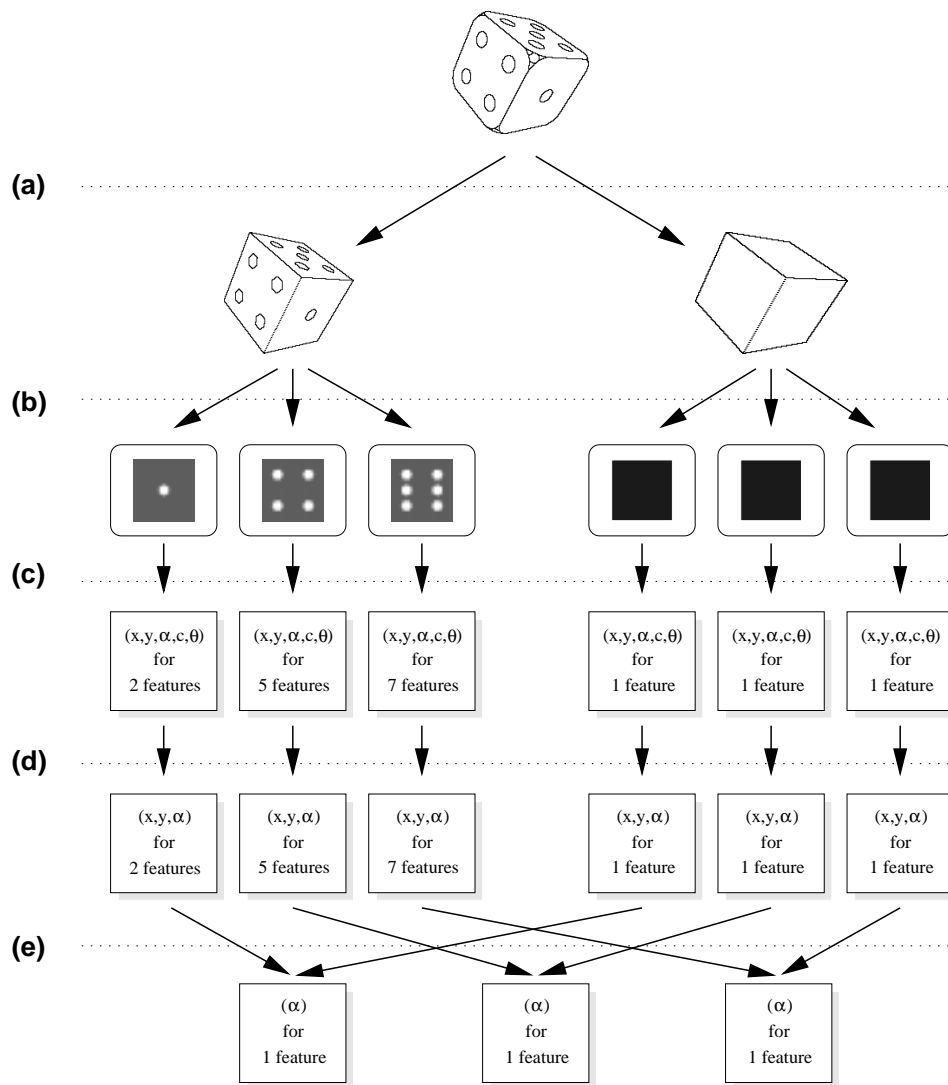 (a)
(b)
(c)
(x,y,α,c,θ) (x,y,α,c,θ) (x,y,α,c,θ) (x,y,α,c,θ) (x,y,α,c,θ) (x,y,α,c,θ)
for for for for for for
2 features 5 features 7 features 1 feature 1 feature 1 feature
(d)
(x,y,α) (x,y,α) (x,y,α) (x,y,α) (x,y,α) (x,y,α)
for for for for for for
2 features 5 features 7 features 1 feature 1 feature 1 feature
(e)
(α) (α) (α)
for for for
1 feature 1 feature 1 feature